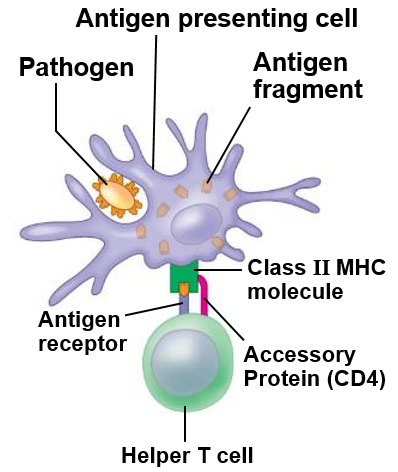 Antigen presenting cell
Pathogen
Antigen
fragment
Class II MHC
molecule
Antigen
receptor
Accessory
Protein (CD4)
Helper T cell